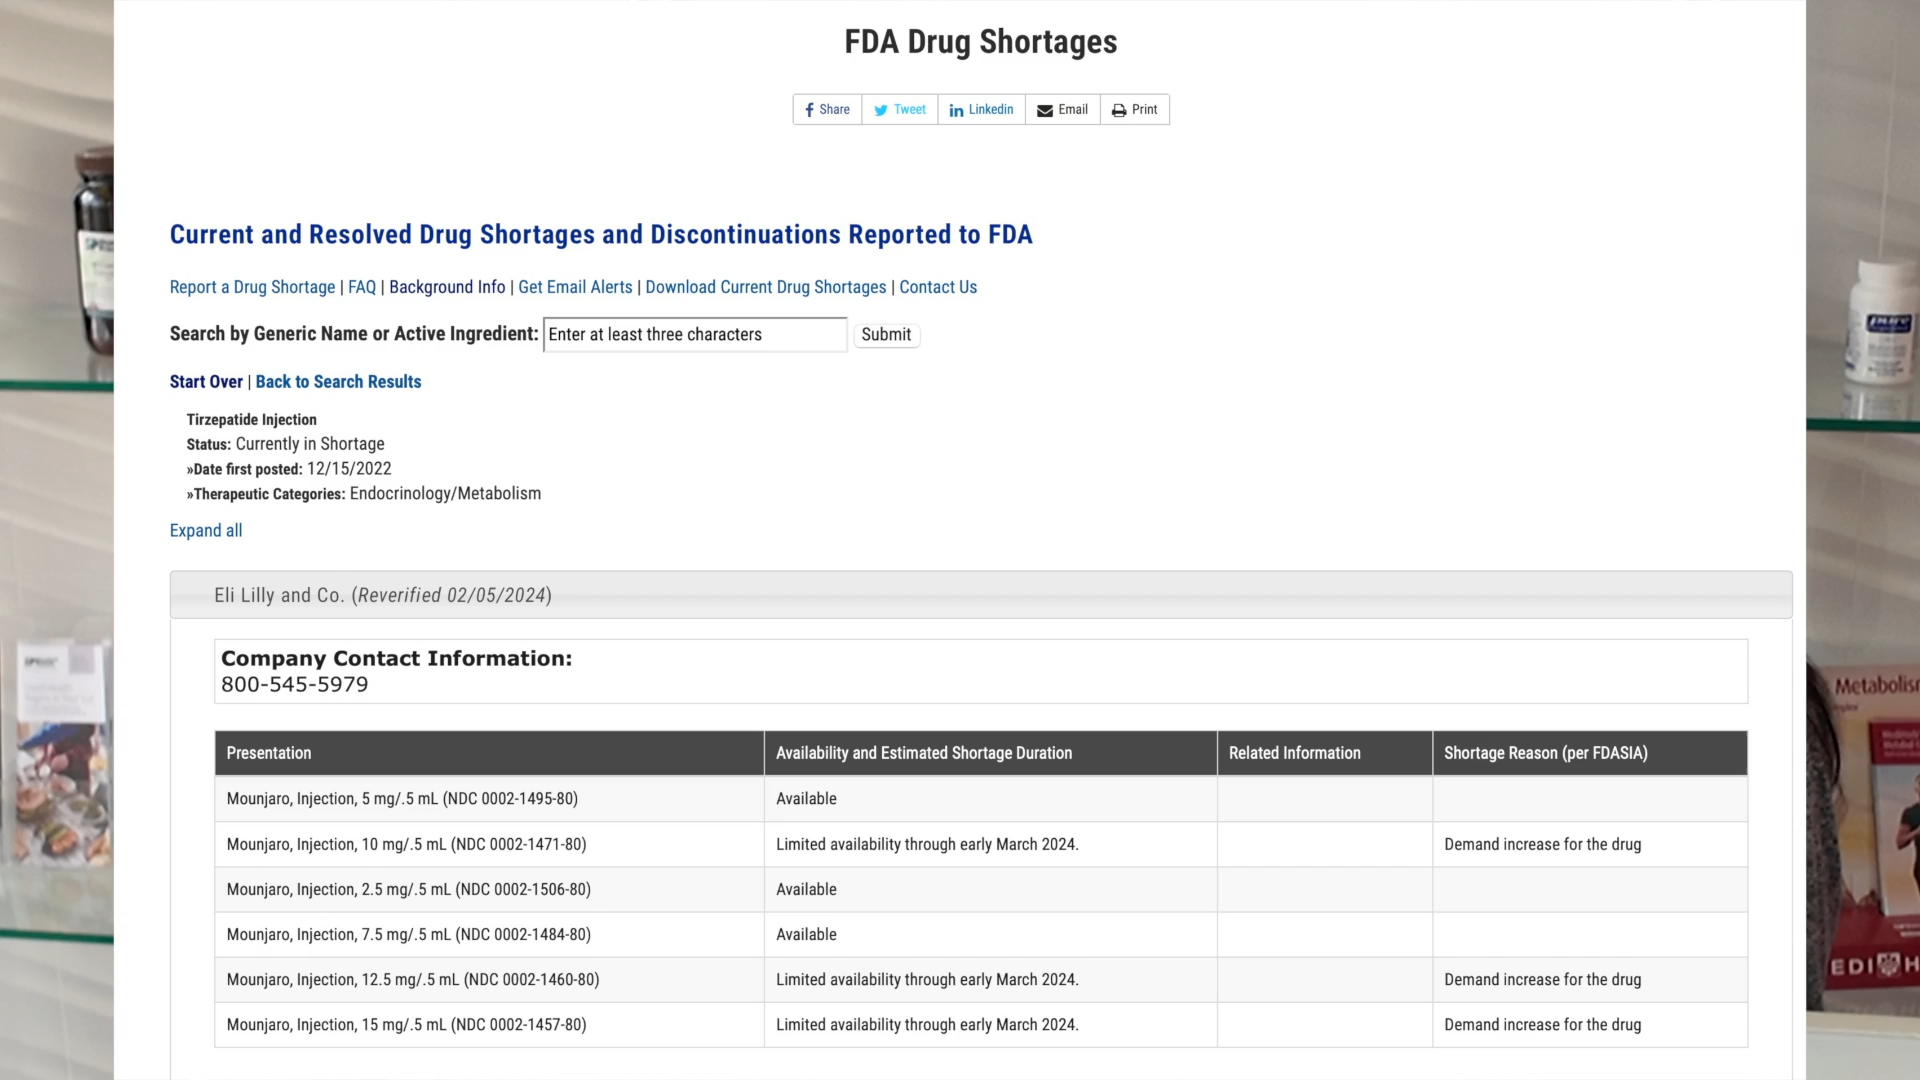 FDA Drug Shortages
Share Tweet Linkedin Email Print
Current and Resolved Drug Shortages and Discontinuations Reported to FDA
Report a Drug Shortage | FAQ | Background Info | Get Email Alerts | Download Current Drug Shortages | Contact Us
Search by Generic Name or Active Ingredient: Enter at least three characters Submit
Start Over | Back to Search Results
Tirzepatide Injection
Status: Currently in Shortage
»Date first posted: 12/15/2022
»Therapeutic Categories: Endocrinology/Metabolism
Expand all
Eli Lilly and Co. (Reverified 02/05/2024)
Company Contact Information:
800-545-5979
Presentation Availability and Estimated Shortage Duration Related Information Shortage Reason (per FDASIA)
Mounjaro, Injection, 5 mg/.5 mL (NDC 0002-1495-80) Available
Mounjaro, Injection, 10 mg/.5 mL (NDC 0002-1471-80) Limited availability through early March 2024. Demand increase for the drug
Mounjaro, Injection, 2.5 mg/.5 mL (NDC 0002-1506-80) Available
Mounjaro, Injection, 7.5 mg/.5 mL (NDC 0002-1484-80) Available
Mounjaro, Injection, 12.5 mg/.5 mL (NDC 0002-1460-80) Limited availability through early March 2024. Demand increase for the drug
Mounjaro, Injection, 15 mg/.5 mL (NDC 0002-1457-80) Limited availability through early March 2024. Demand increase for the drug
pure
Metabolism
EDI H